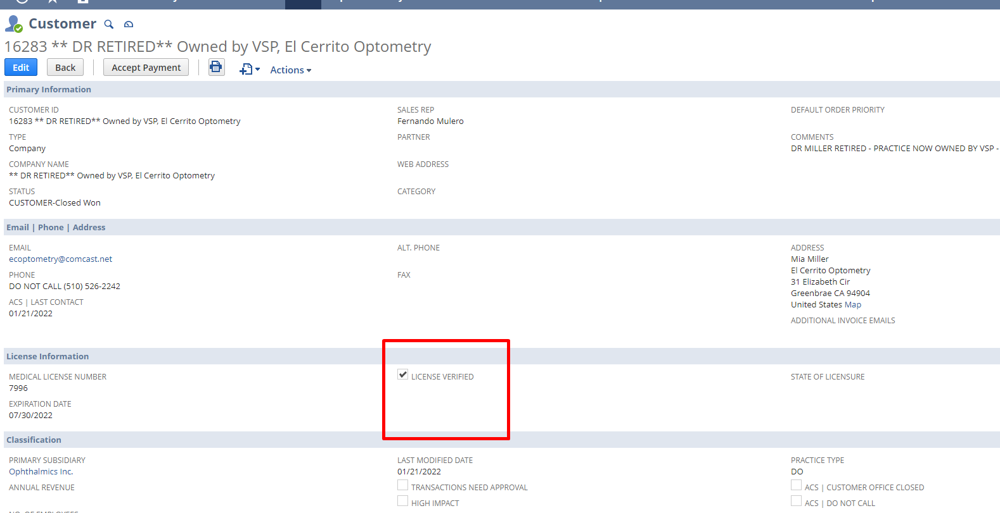 Customer
16283 ** DR RETIRED** Owned by VSP, El Cerrito Optometry
Edit
Back
Accept Payment
Actions
Primary Information
CUSTOMER ID
16283 ** DR RETIRED** Owned by VSP, El Cerrito Optometry
TYPE
Company
COMPANY NAME
** DR RETIRED** Owned by VSP, El Cerrito Optometry
STATUS
CUSTOMER-Closed Won
SALES REP
Fernando Mulero
PARTNER
WEB ADDRESS
CATEGORY
DEFAULT ORDER PRIORITY
COMMENTS
DR MILLER RETIRED - PRACTICE NOW OWNED BY VSP -
Email | Phone | Address
EMAIL
ecoptometry@comcast.net
PHONE
DO NOT CALL (510) 526-2242
ACS | LAST CONTACT
01/21/2022
ALT. PHONE
FAX
ADDRESS
Mia Miller
El Cerrito Optometry
31 Elizabeth Cir
Greenbrae CA 94904
United States Map
ADDITIONAL INVOICE EMAILS
License Information
MEDICAL LICENSE NUMBER
7996
EXPIRATION DATE
07/30/2022
LICENSE VERIFIED
STATE OF LICENSURE
Classification
PRIMARY SUBSIDIARY
Ophthalmics Inc.
ANNUAL REVENUE
NO. OF EMPLOYEES
LAST MODIFIED DATE
01/21/2022
TRANSACTIONS NEED APPROVAL
HIGH IMPACT
PRACTICE TYPE
DO
ACS | CUSTOMER OFFICE CLOSED
ACS | DO NOT CALL